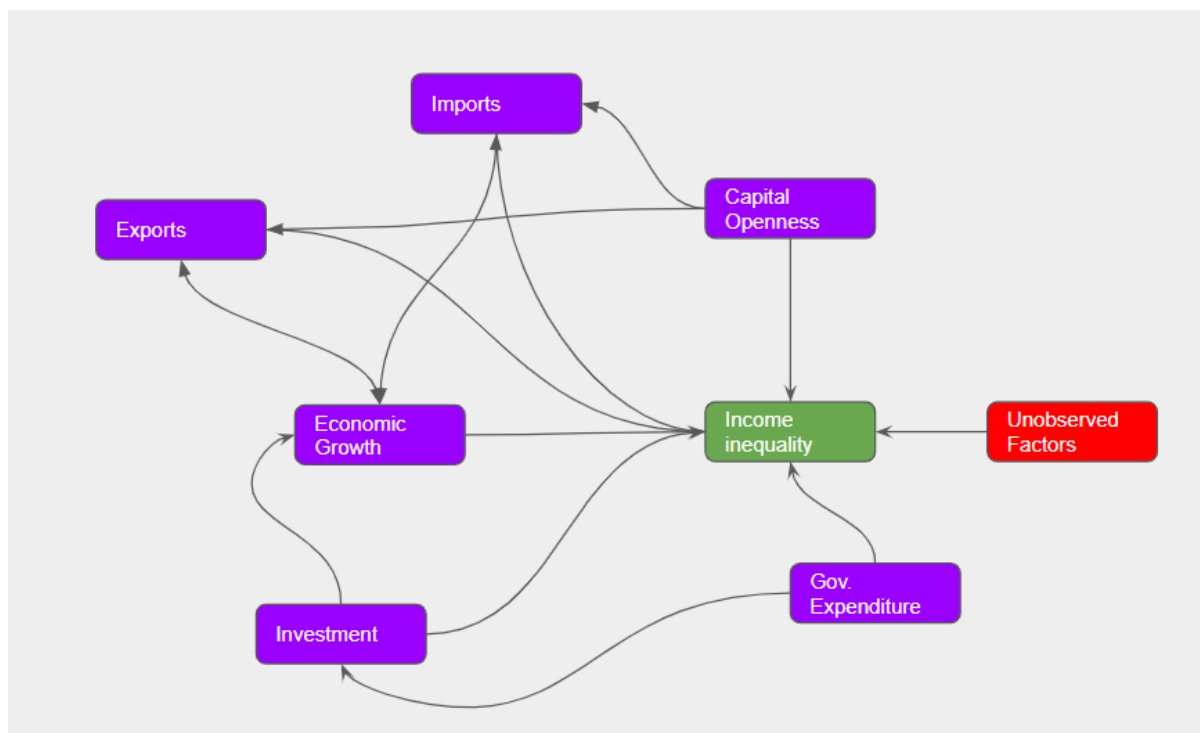 Imports
Capital
Openness
Exports
Economic
Growth
Income
inequality
Unobserved
Factors
Gov.
Expenditure
Investment